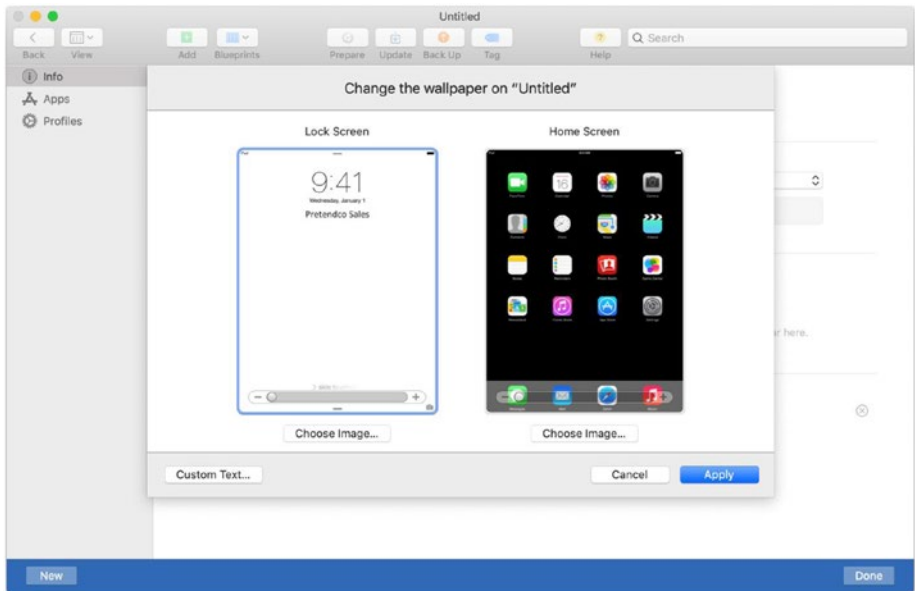 Untitled
Back View Add Blueprints Prepare Update Back Up Tag Help Search
Info
Apps
Profiles
Change the wallpaper on "Untitled"
Lock Screen Home Screen
9:41
Wednesday, January 1
Pretendco Sales
er here.
Choose Image... Choose Image...
Custom Text... Cancel Apply
New Done